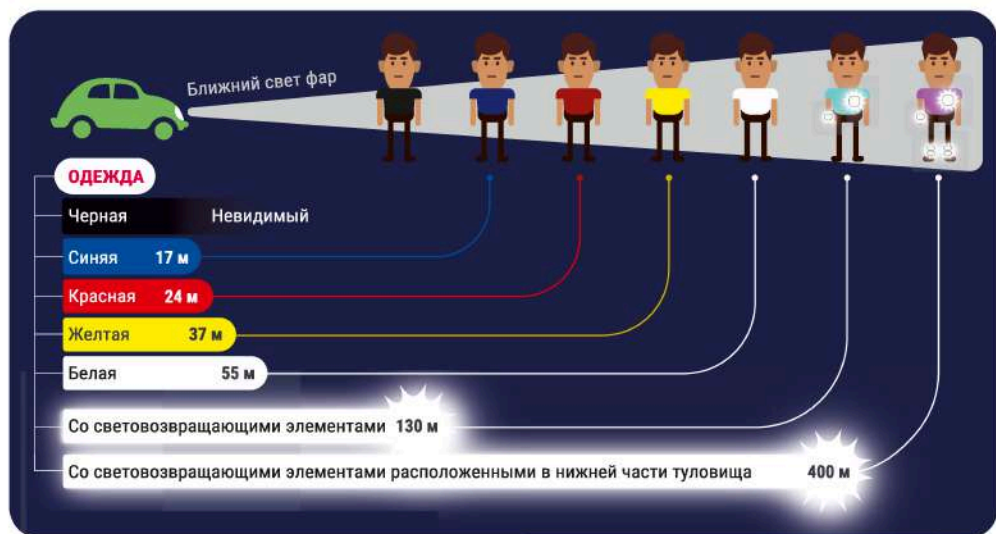 Ближний свет фар
ОДЕЖДА
Черная Невидимый
Синяя 17 м
Красная 24 м
Желтая 37 м
Белая 55 м
Со световозвращающими элементами 130 м
Со световозвращающими элементами расположенными в нижней части туловища 400 м